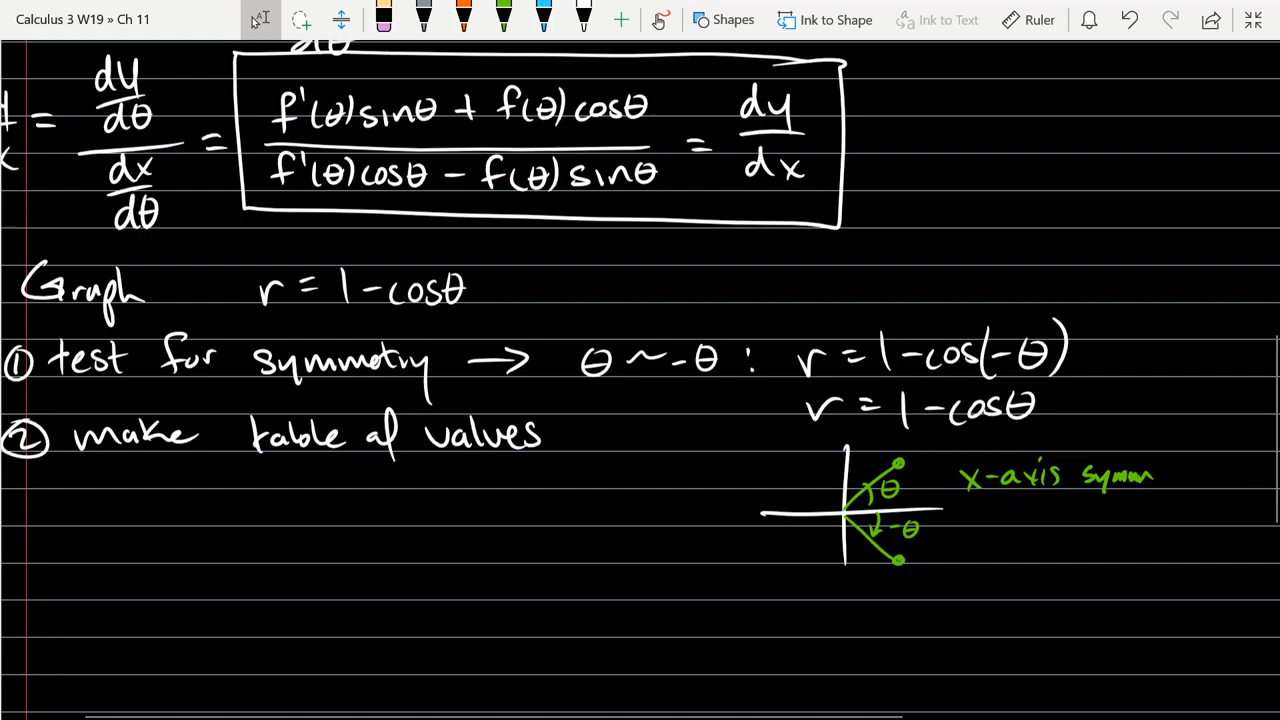 Calculus 3 W19 » Ch 11
Shapes
Ink to Shape
Ink to Text
Ruler
dθ
= dy/dθ / dx/dθ = f'(θ)sinθ + f(θ)cosθ / f'(θ)cosθ - f(θ)sinθ = dy/dx
Graph r = 1-cosθ
① test for symmetry → θ ~ -θ : r = 1-cos(-θ)
r = 1-cosθ
② make table of values
θ
x-axis symm
-θ